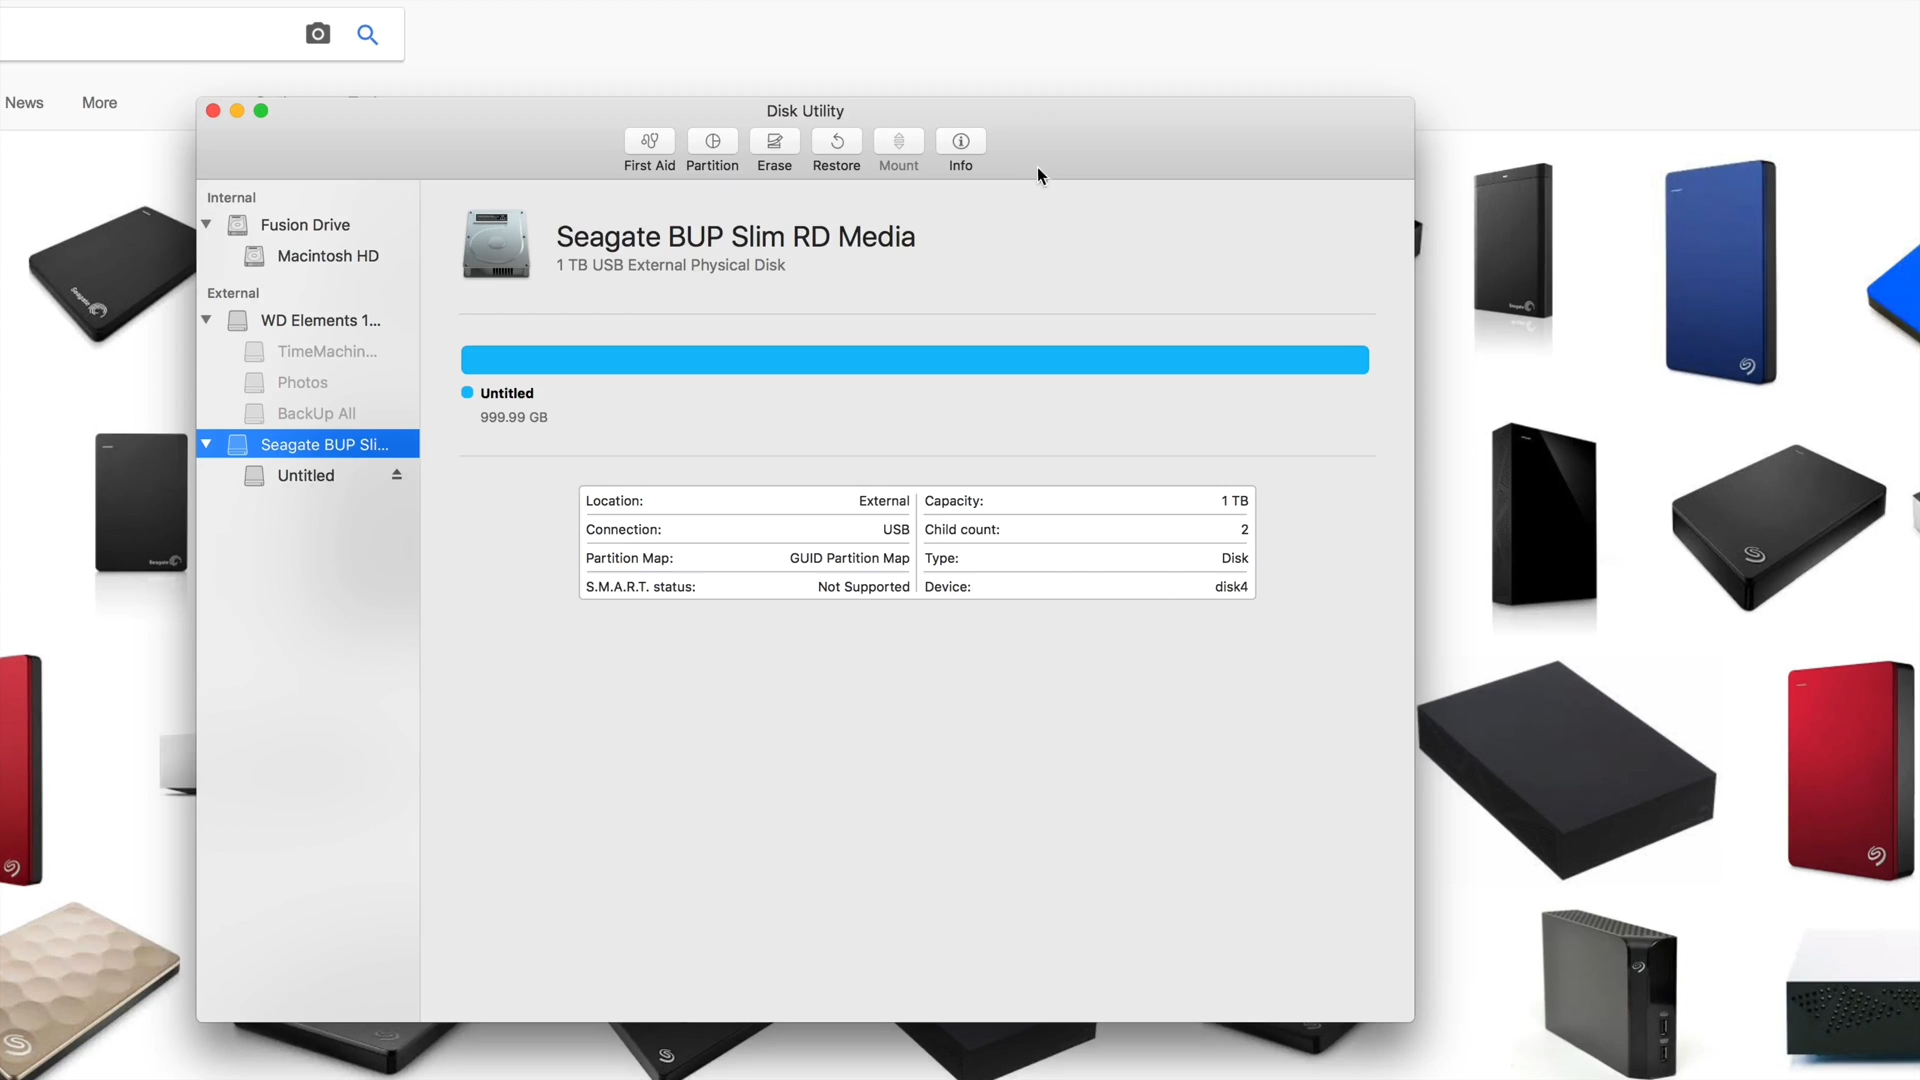 News
More
Disk Utility
First Aid
Partition
Erase
Restore
Mount
Info
Internal
Fusion Drive
Macintosh HD
External
WD Elements 1...
TimeMachin...
Photos
BackUp All
Seagate BUP Sli...
Untitled
Seagate BUP Slim RD Media
1 TB USB External Physical Disk
Untitled
999.99 GB
Location: External
Capacity: 1 TB
Connection: USB
Child count: 2
Partition Map: GUID Partition Map
Type: Disk
S.M.A.R.T. status: Not Supported
Device: disk4
Seagate
Seagate
Seagate